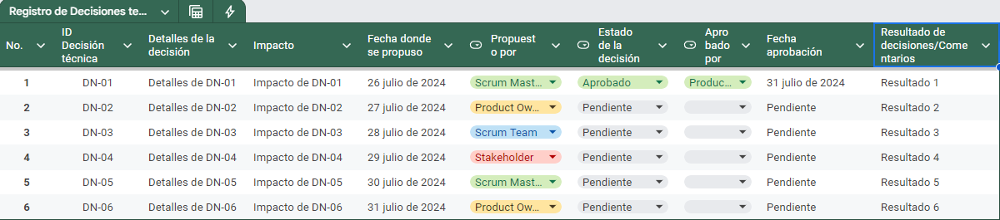 Registro de Decisiones te...
No. ID Decisión técnica Detalles de la decisión Impacto Fecha donde se propuso Propuesto por Estado de la decisión Aprobado por Fecha aprobación Resultado de decisiones/Comentarios
1 DN-01 Detalles de DN-01 Impacto de DN-01 26 julio de 2024 Scrum Mast... Aprobado Produc... 31 julio de 2024 Resultado 1
2 DN-02 Detalles de DN-02 Impacto de DN-02 27 julio de 2024 Product Ow... Pendiente Pendiente Resultado 2
3 DN-03 Detalles de DN-03 Impacto de DN-03 28 julio de 2024 Scrum Team Pendiente Pendiente Resultado 3
4 DN-04 Detalles de DN-04 Impacto de DN-04 29 julio de 2024 Stakeholder Pendiente Pendiente Resultado 4
5 DN-05 Detalles de DN-05 Impacto de DN-05 30 julio de 2024 Scrum Mast... Pendiente Pendiente Resultado 5
6 DN-06 Detalles de DN-06 Impacto de DN-06 31 julio de 2024 Product Ow... Pendiente Pendiente Resultado 6